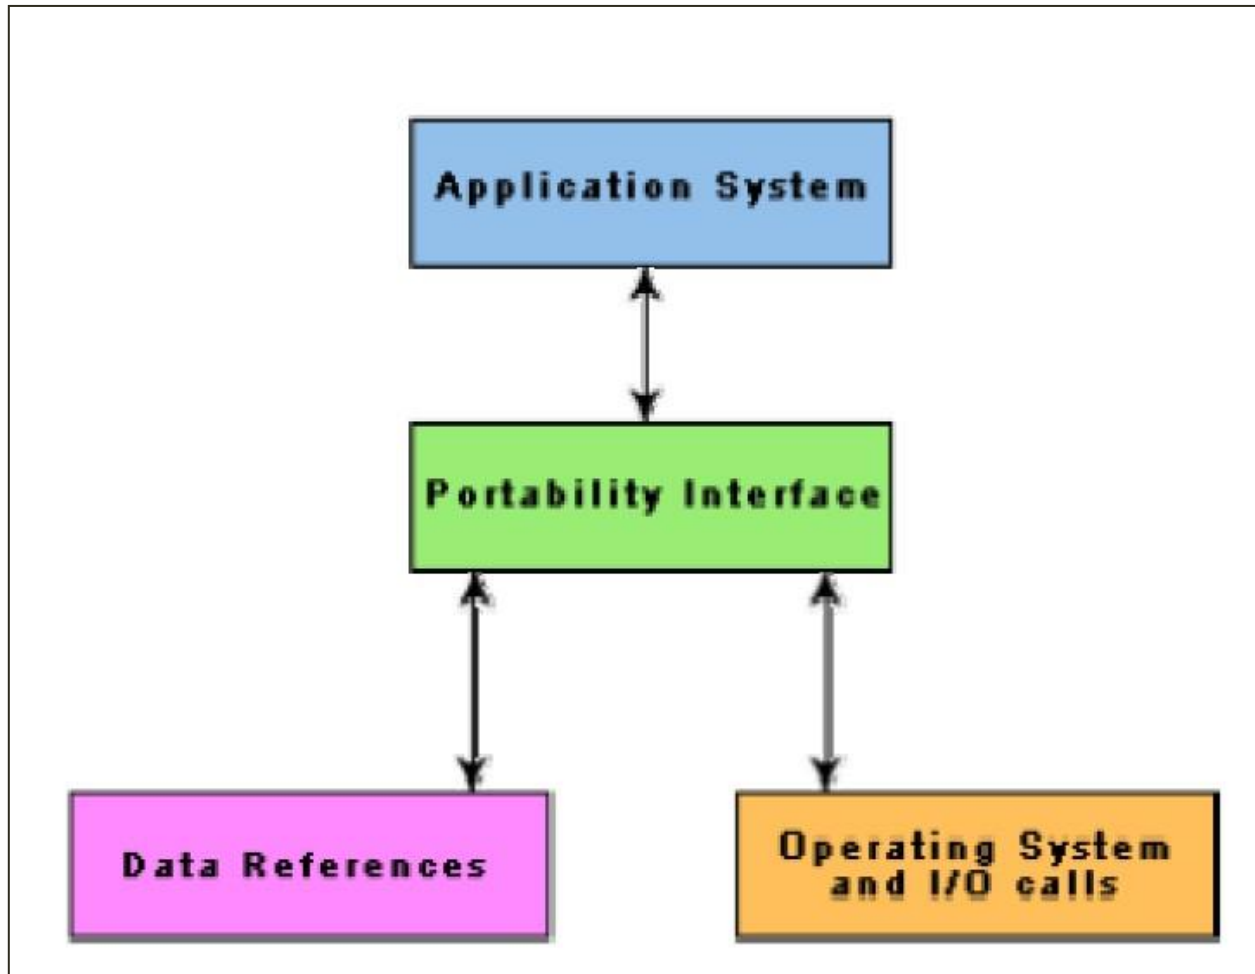 Application System
Portability Interface
Data References
Operating System
and I/O calls